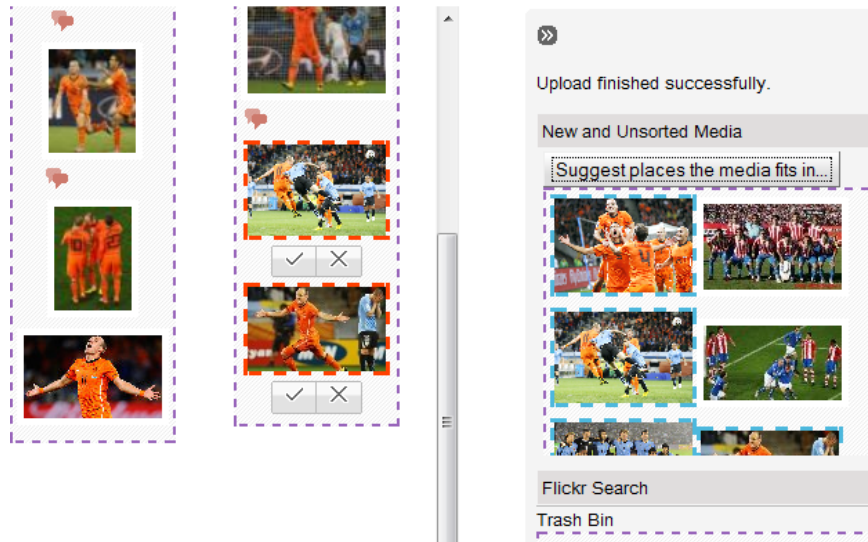 Upload finished successfully.
New and Unsorted Media
Suggest places the media fits in...
Flickr Search
Trash Bin